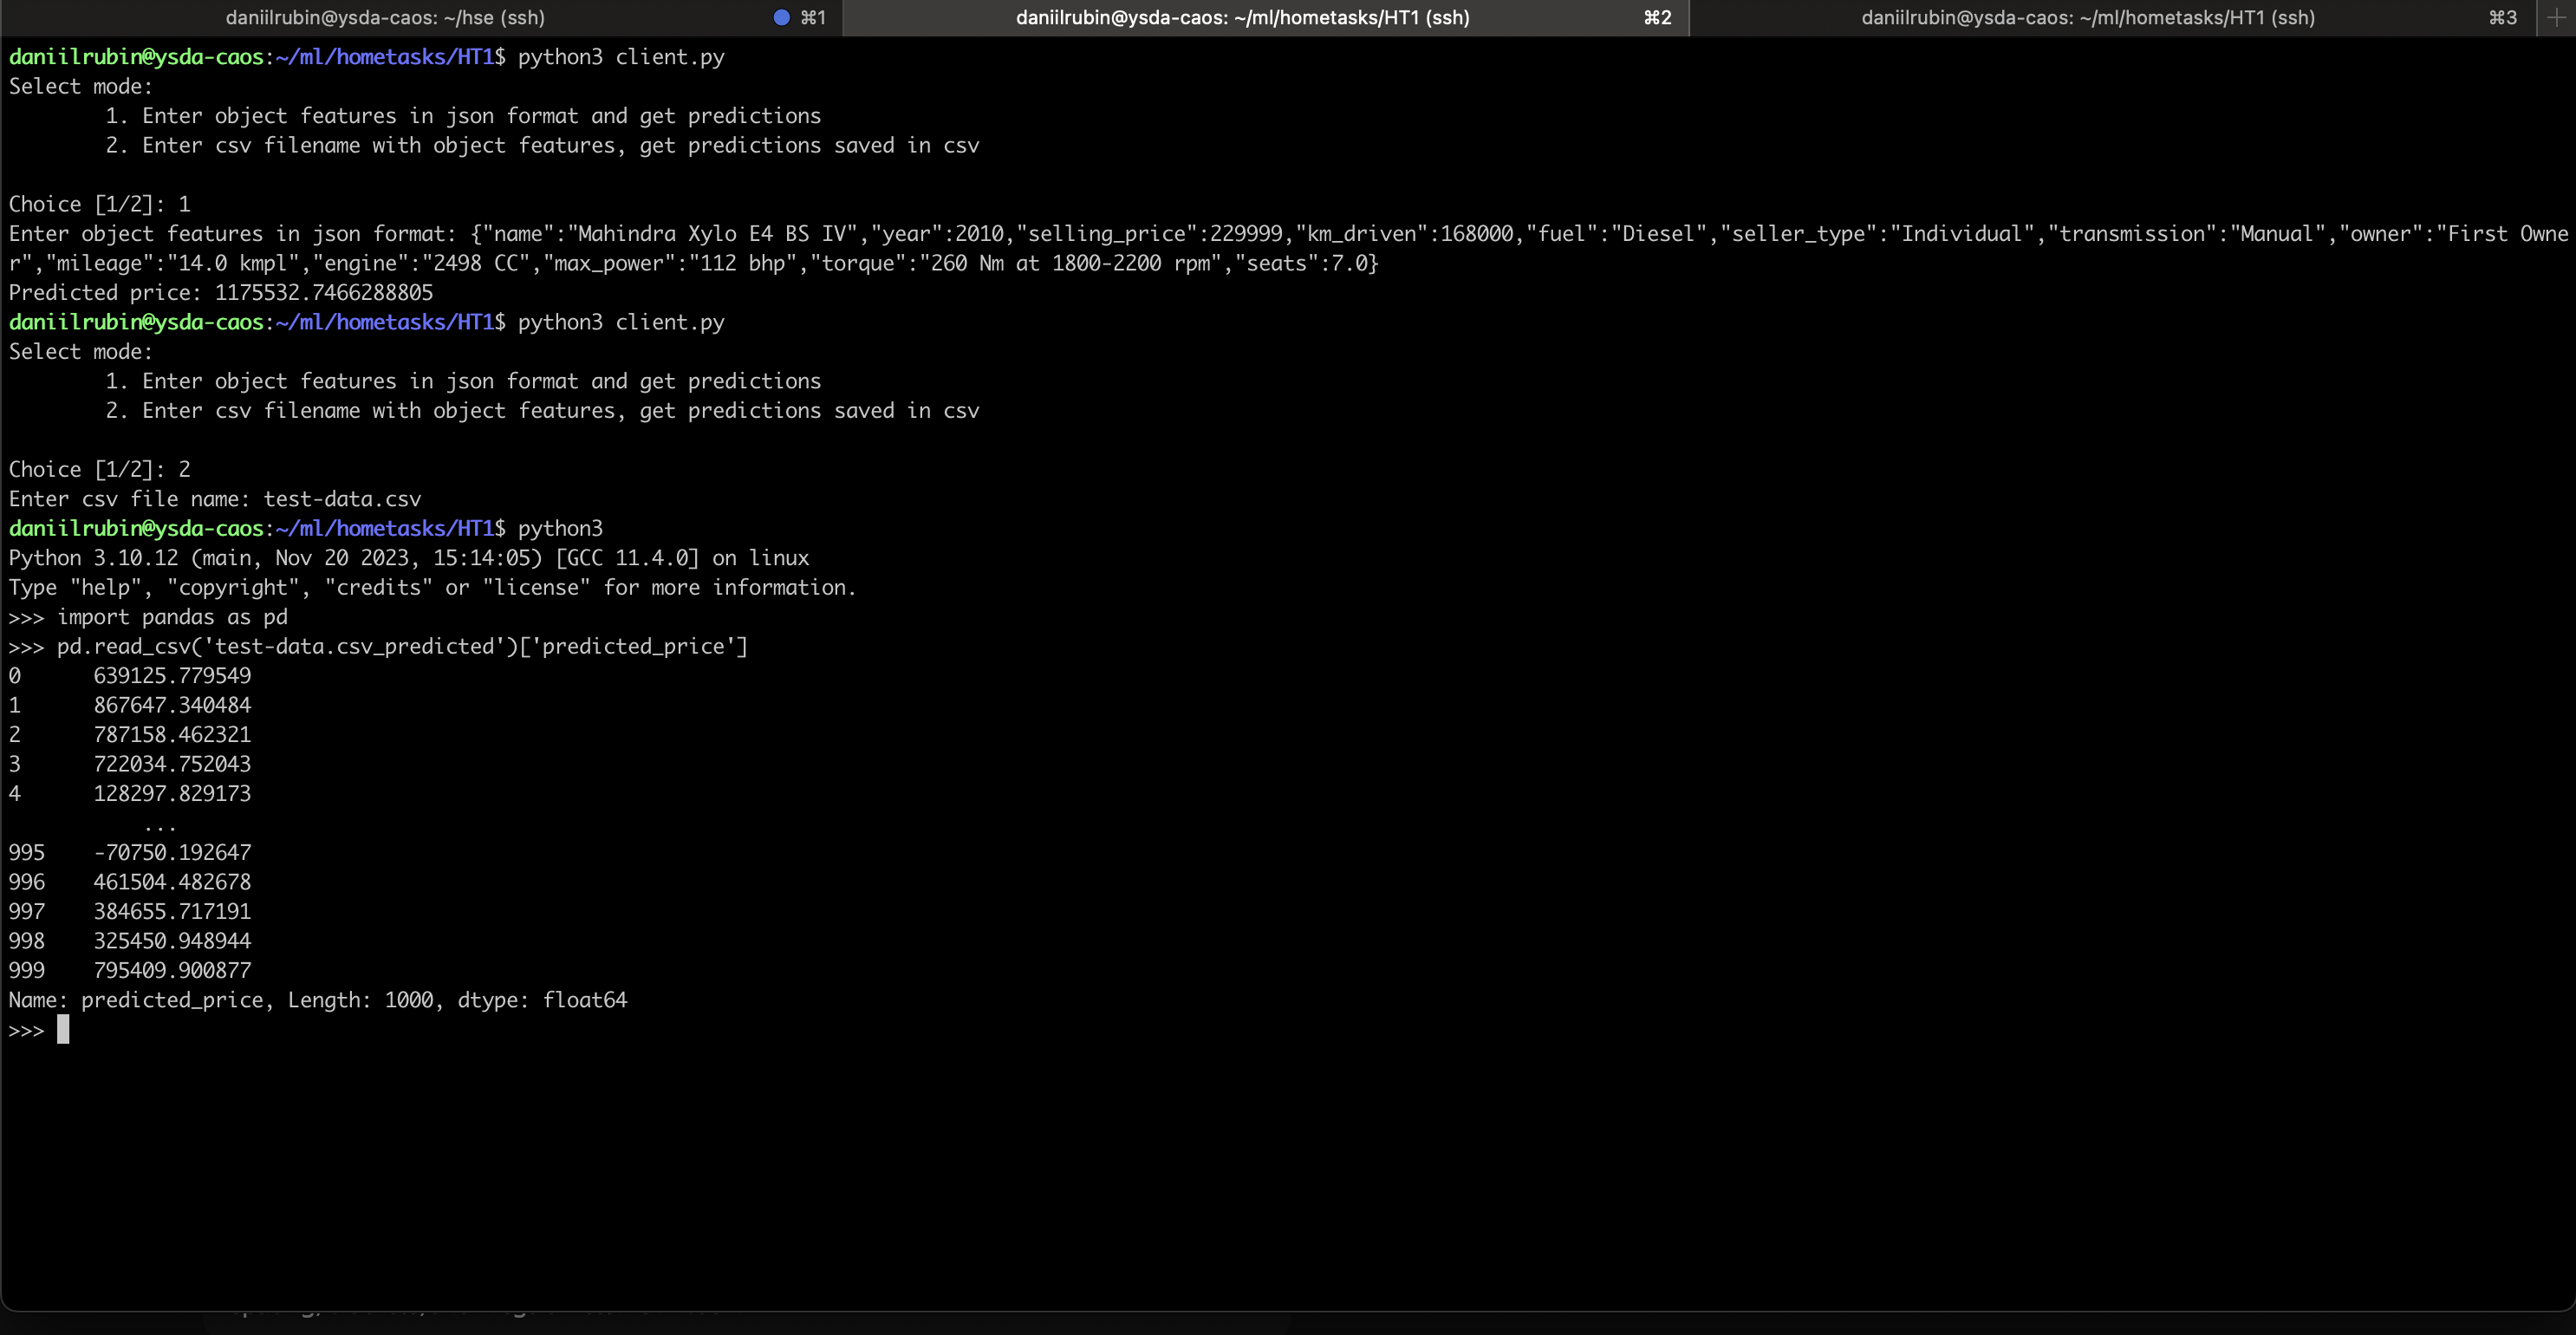 daniilrubin@ysda-caos: ~/hse (ssh) ⌘1 daniilrubin@ysda-caos: ~/ml/hometasks/HT1 (ssh) ⌘2 daniilrubin@ysda-caos: ~/ml/hometasks/HT1 (ssh) ⌘3
daniilrubin@ysda-caos:~/ml/hometasks/HT1$ python3 client.py
Select mode:
1. Enter object features in json format and get predictions
2. Enter csv filename with object features, get predictions saved in csv
Choice [1/2]: 1
Enter object features in json format: {"name":"Mahindra Xylo E4 BS IV","year":2010,"selling_price":229999,"km_driven":168000,"fuel":"Diesel","seller_type":"Individual","transmission":"Manual","owner":"First Owne
r","mileage":"14.0 kmpl","engine":"2498 CC","max_power":"112 bhp","torque":"260 Nm at 1800-2200 rpm","seats":7.0}
Predicted price: 1175532.7466288805
daniilrubin@ysda-caos:~/ml/hometasks/HT1$ python3 client.py
Select mode:
1. Enter object features in json format and get predictions
2. Enter csv filename with object features, get predictions saved in csv
Choice [1/2]: 2
Enter csv file name: test-data.csv
daniilrubin@ysda-caos:~/ml/hometasks/HT1$ python3
Python 3.10.12 (main, Nov 20 2023, 15:14:05) [GCC 11.4.0] on linux
Type "help", "copyright", "credits" or "license" for more information.
>>> import pandas as pd
>>> pd.read_csv('test-data.csv_predicted')['predicted_price']
0      639125.779549
1      867647.340484
2      787158.462321
3      722034.752043
4      128297.829173
...
995    -70750.192647
996    461504.482678
997    384655.717191
998    325450.948944
999    795409.900877
Name: predicted_price, Length: 1000, dtype: float64
>>>